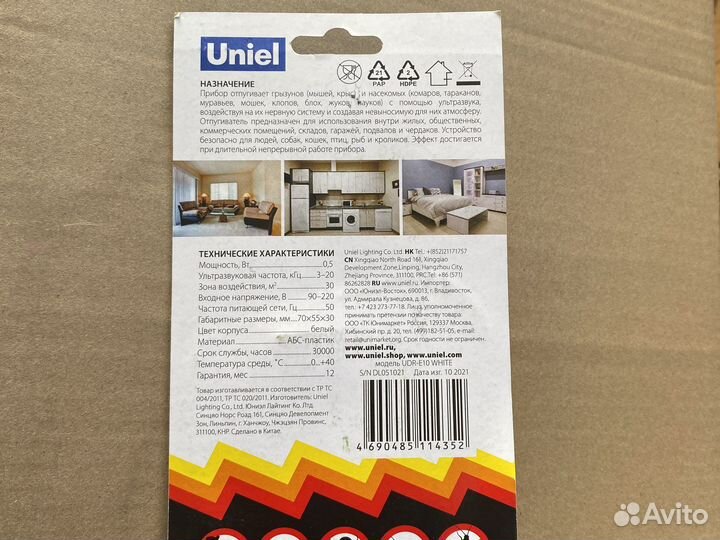 Uniel
21
PAP
2
HDPE
НАЗНАЧЕНИЕ
Прибор отпугивает грызунов (мышей, крыс) и насекомых (комаров, тараканов,
муравьев, мошек, клопов, блох, жуков, пауков) с помощью ультразвука,
воздействуя на их нервную систему и создавая невыносимую для них атмосферу.
Отпугиватель предназначен для использования внутри жилых, общественных,
коммерческих помещений, складов, гаражей, подвалов и чердаков. Устройство
безопасно для людей, собак, кошек, птиц, рыб и кроликов. Эффект достигается
при длительной непрерывной работе прибора.
ТЕХНИЧЕСКИЕ ХАРАКТЕРИСТИКИ
Мощность, Вт 0,5
Ультразвуковая частота, кГц 3–20
Зона воздействия, м² 30
Входное напряжение, В 90–220
Частота питающей сети, Гц 50
Габаритные размеры, мм 70×55×30
Цвет корпуса белый
Материал АБС-пластик
Срок службы, часов 30000
Температура среды, °С 0...+40
Гарантия, мес 12
Товар изготавливается в соответствии с ТР ТС
004/2011, ТР ТС 020/2011. Изготовитель: Uniel
Lighting Co., Ltd. Юниэл Лайтинг Ко. Лтд.
Синцяо Норс Роад 161, Синцяо Девелопмент
Зон, Линьпин, г. Ханчжоу, Чжэцзян Провинс,
311100, КНР. Сделано в Китае.
Uniel Lighting Co. Ltd. HK Tel.: +(852)21171757
CN Xingqiao North Road 161, Xingqiao
Development Zone,Linping, Hangzhou City,
Zhejiang Province, 311100, PRC.Tel: +86 (571)
86262828 RU www.uniel.ru. Импортер:
ООО «Юниэл-Восток», 690013, г. Владивосток,
ул. Адмирала Кузнецова, д. 86,
тел. +7 423 273-77-18. Лицо, уполномоченное
принимать претензии потребителей по качеству
товара: ООО «ТК Юнимаркет» Россия, 129337 Москва,
Хибинский пр. д. 20, тел. (499)182-51-05, e-mail:
retail@unimarket.org. Срок годности не ограничен.
www.uniel.ru,
www.uniel.shop, www.uniel.com
модель UDR-E10 WHITE
S/N DL051021 Дата изг. 10 2021
4 690485 114352
Avito